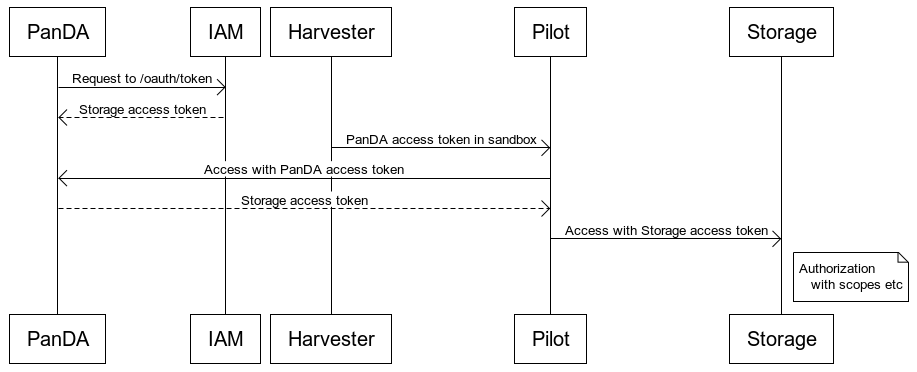 PanDA
IAM
Harvester
Pilot
Storage
Request to /oauth/token
Storage access token
PanDA access token in sandbox
Access with PanDA access token
Storage access token
Access with Storage access token
Authorization
with scopes etc
PanDA
IAM
Harvester
Pilot
Storage